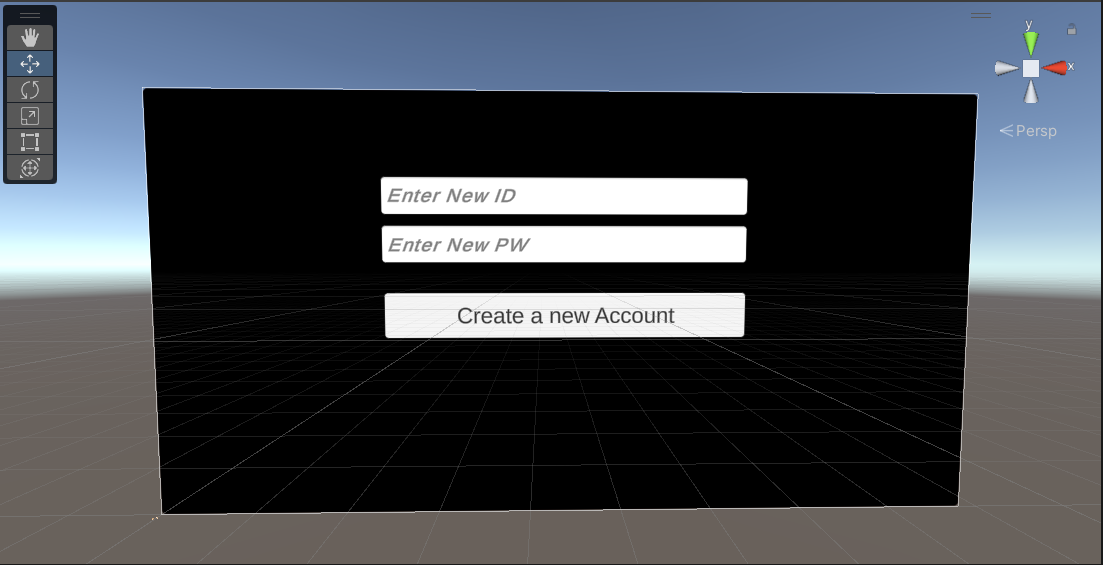 y
x
Persp
Enter New ID
Enter New PW
Create a new Account